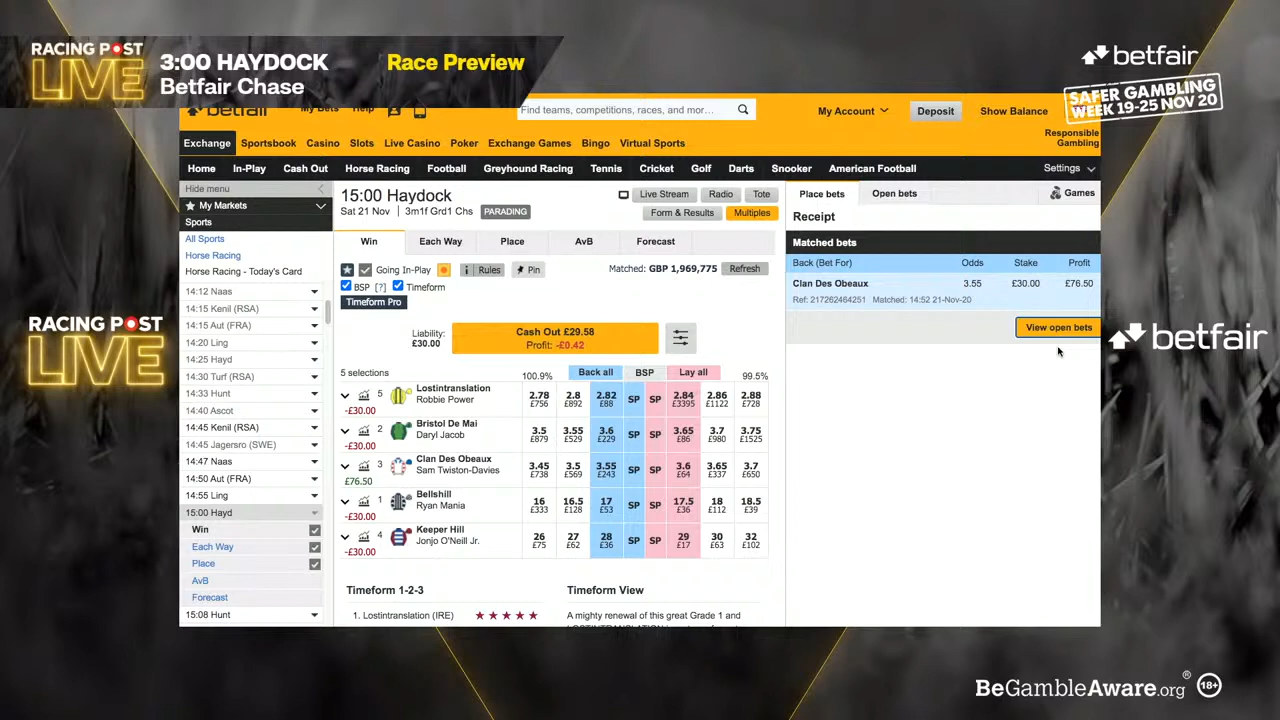 RACING POST
LIVE
3:00 HAYDOCK
Betfair Chase
Race Preview
betfair
SAFER GAMBLING
WEEK 19-25 NOV 20
betfair
My Bets
Help
Find teams, competitions, races, and mor…
My Account
Deposit
Show Balance
Responsible
Gambling
Exchange Sportsbook Casino Slots Live Casino Poker Exchange Games Bingo Virtual Sports
Home In-Play Cash Out Horse Racing Football Greyhound Racing Tennis Cricket Golf Darts Snooker American Football Settings
Hide menu
My Markets
Sports
All Sports
Horse Racing
Horse Racing - Today's Card
14:12 Naas
14:15 Kenil (RSA)
14:15 Aut (FRA)
14:20 Ling
14:25 Hayd
14:30 Turf (RSA)
14:33 Hunt
14:40 Ascot
14:45 Kenil (RSA)
14:45 Jagersro (SWE)
14:47 Naas
14:50 Aut (FRA)
14:55 Ling
15:00 Hayd
Win
Each Way
Place
AvB
Forecast
15:08 Hunt
15:00 Haydock
Sat 21 Nov | 3m1f Grd1 Chs PARADING
Live Stream Radio Tote
Form & Results Multiples
Win Each Way Place AvB Forecast
Going In-Play i Rules Pin Matched: GBP 1,969,775 Refresh
BSP [?] Timeform
Timeform Pro
Liability:
£30.00
Cash Out £29.58
Profit: -£0.42
5 selections 100.9% Back all BSP Lay all 99.5%
5 Lostintranslation
Robbie Power
-£30.00
2.78 2.8 2.82 SP SP 2.84 2.86 2.88
£756 £892 £88 £3395 £1122 £728
2 Bristol De Mai
Daryl Jacob
-£30.00
3.5 3.55 3.6 SP SP 3.65 3.7 3.75
£879 £529 £229 £86 £980 £1525
3 Clan Des Obeaux
Sam Twiston-Davies
£76.50
3.45 3.5 3.55 SP SP 3.6 3.65 3.7
£738 £569 £243 £64 £337 £650
1 Bellshill
Ryan Mania
-£30.00
16 16.5 17 SP SP 17.5 18 18.5
£333 £128 £53 £36 £112 £39
4 Keeper Hill
Jonjo O'Neill Jr.
-£30.00
26 27 28 SP SP 29 30 32
£75 £62 £36 £17 £63 £102
Timeform 1-2-3
1. Lostintranslation (IRE)
Timeform View
A mighty renewal of this great Grade 1 and
Place bets Open bets Games
Receipt
Matched bets
Back (Bet For) Odds Stake Profit
Clan Des Obeaux 3.55 £30.00 £76.50
Ref: 217262464251 Matched: 14:52 21-Nov-20
View open bets
RACING POST
LIVE
betfair
BeGambleAware.org® 18+